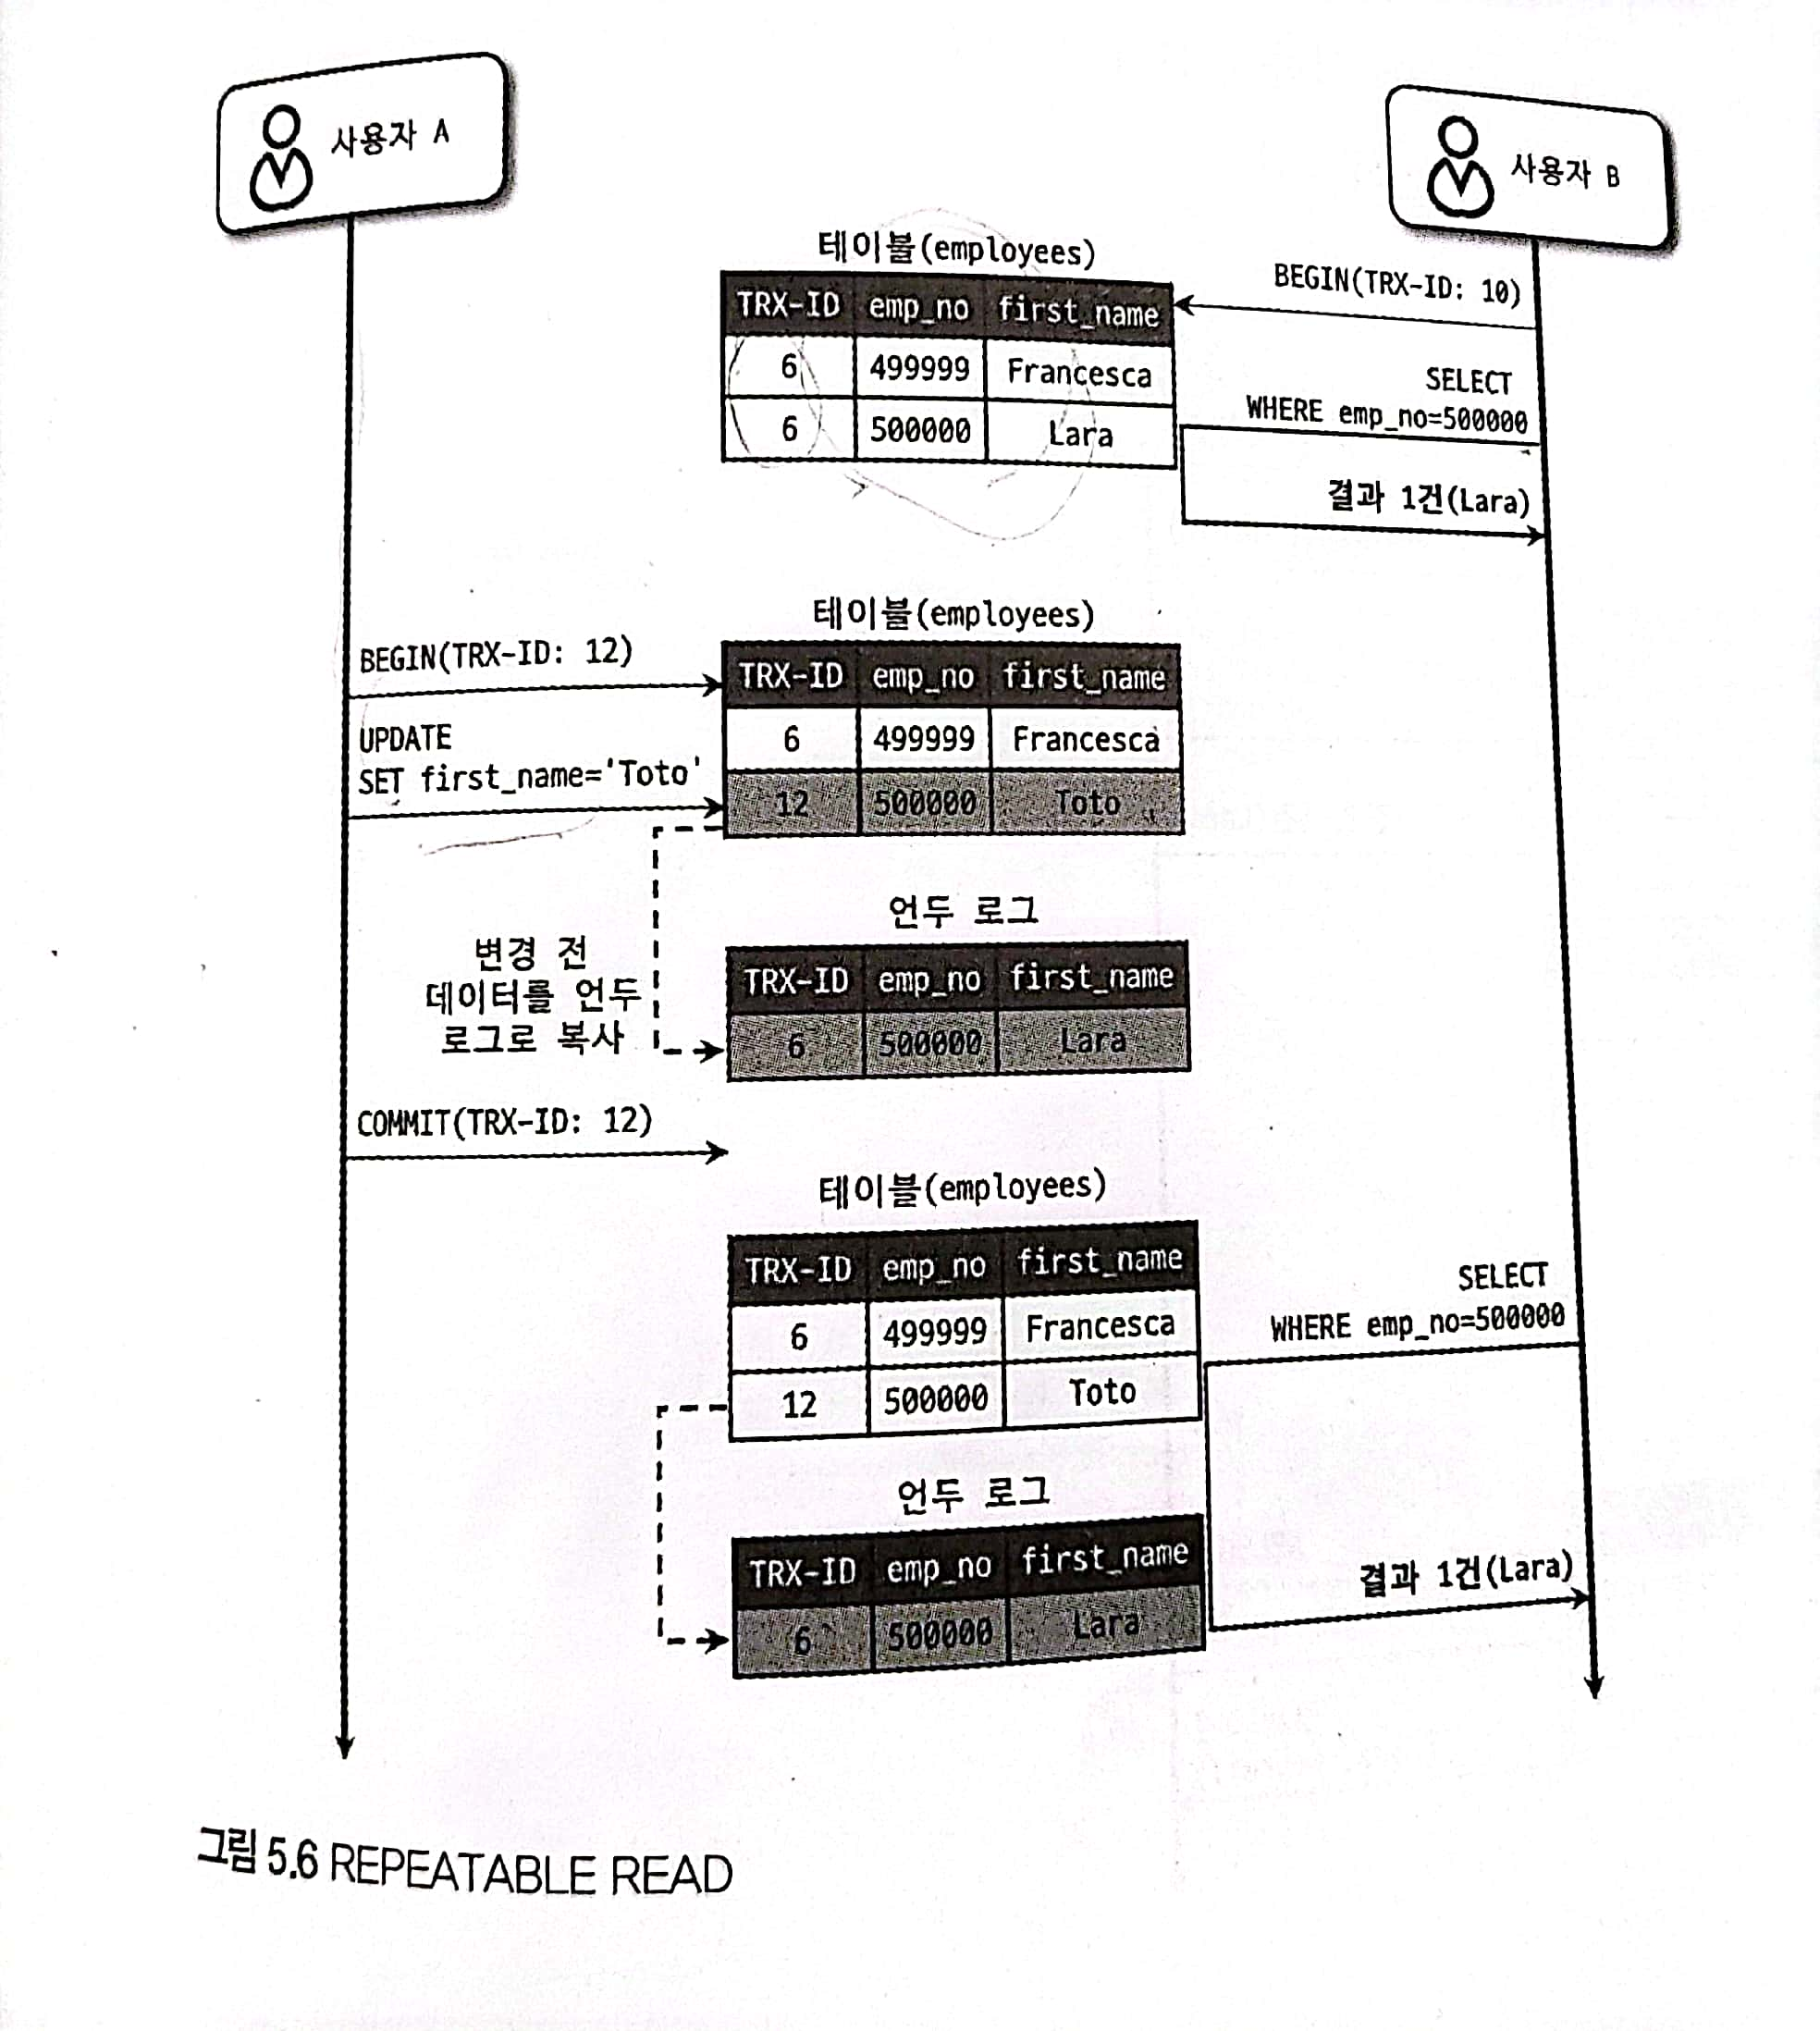 사용자 A
사용자 B
테이블(employees)
TRX-ID emp_no first_name
6 499999 Francesca
6 500000 Lara
BEGIN(TRX-ID: 10)
SELECT
WHERE emp_no=500000
결과 1건(Lara)
테이블(employees)
BEGIN(TRX-ID: 12)
UPDATE
SET first_name='Toto'
TRX-ID emp_no first_name
6 499999 Francesca
12 500000 Toto
변경 전
데이터를 언두
로그로 복사
언두 로그
TRX-ID emp_no first_name
6 500000 Lara
COMMIT(TRX-ID: 12)
테이블(employees)
TRX-ID emp_no first_name
6 499999 Francesca
12 500000 Toto
SELECT
WHERE emp_no=500000
언두 로그
TRX-ID emp_no first_name
6 500000 Lara
결과 1건(Lara)
그림 5.6 REPEATABLE READ